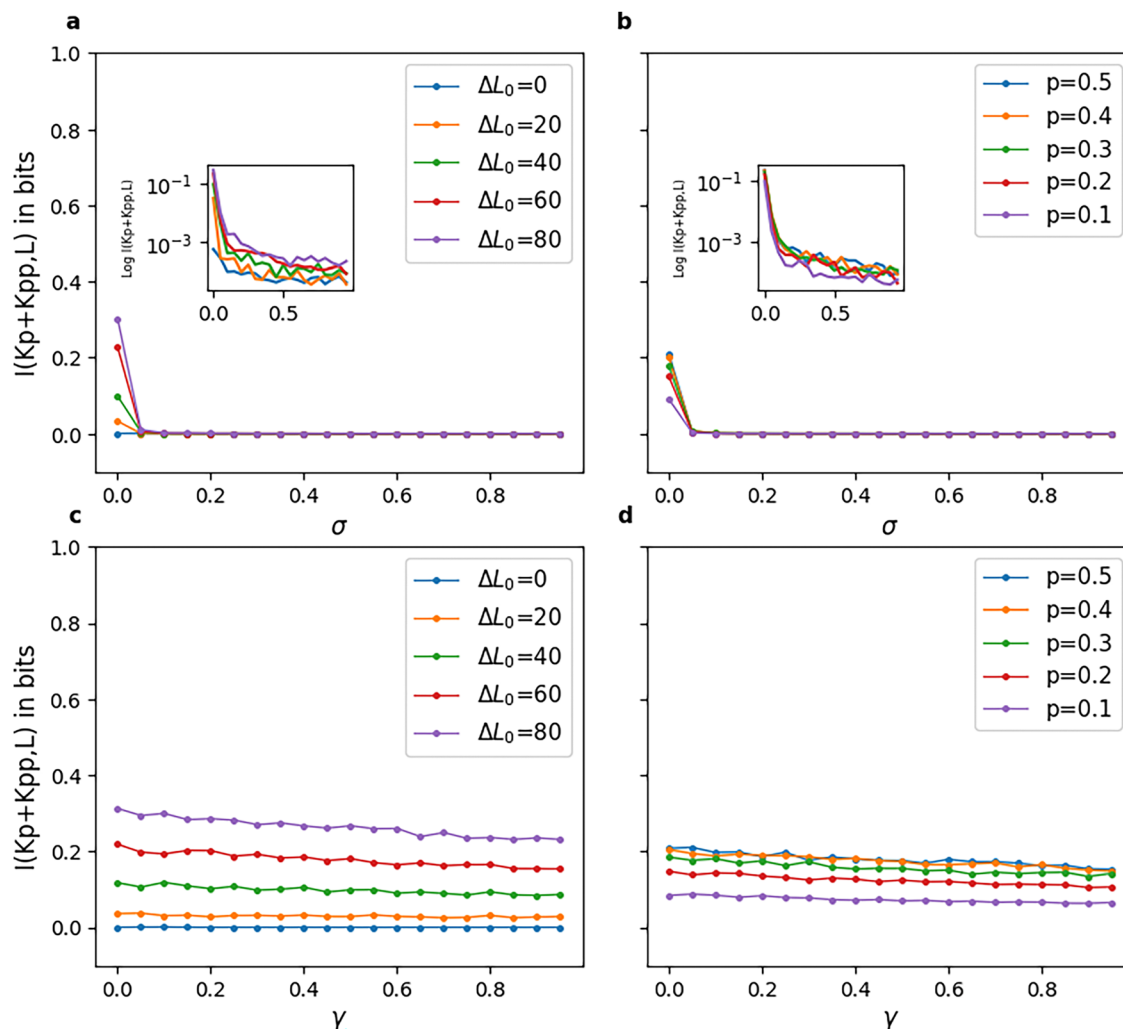 a
1.0
0.8
0.6
0.4
0.2
0.0
I(Kp+Kpp,L) in bits
ΔL₀=0
ΔL₀=20
ΔL₀=40
ΔL₀=60
ΔL₀=80
Log I(Kp+Kpp,L)
10⁻¹
10⁻³
0.0 0.5
0.0 0.2 0.4 0.6 0.8
σ
b
p=0.5
p=0.4
p=0.3
p=0.2
p=0.1
Log I(Kp+Kpp,L)
10⁻¹
10⁻³
0.0 0.5
0.0 0.2 0.4 0.6 0.8
σ
c
1.0
0.8
0.6
0.4
0.2
0.0
I(Kp+Kpp,L) in bits
ΔL₀=0
ΔL₀=20
ΔL₀=40
ΔL₀=60
ΔL₀=80
0.0 0.2 0.4 0.6 0.8
γ
d
p=0.5
p=0.4
p=0.3
p=0.2
p=0.1
0.0 0.2 0.4 0.6 0.8
γ